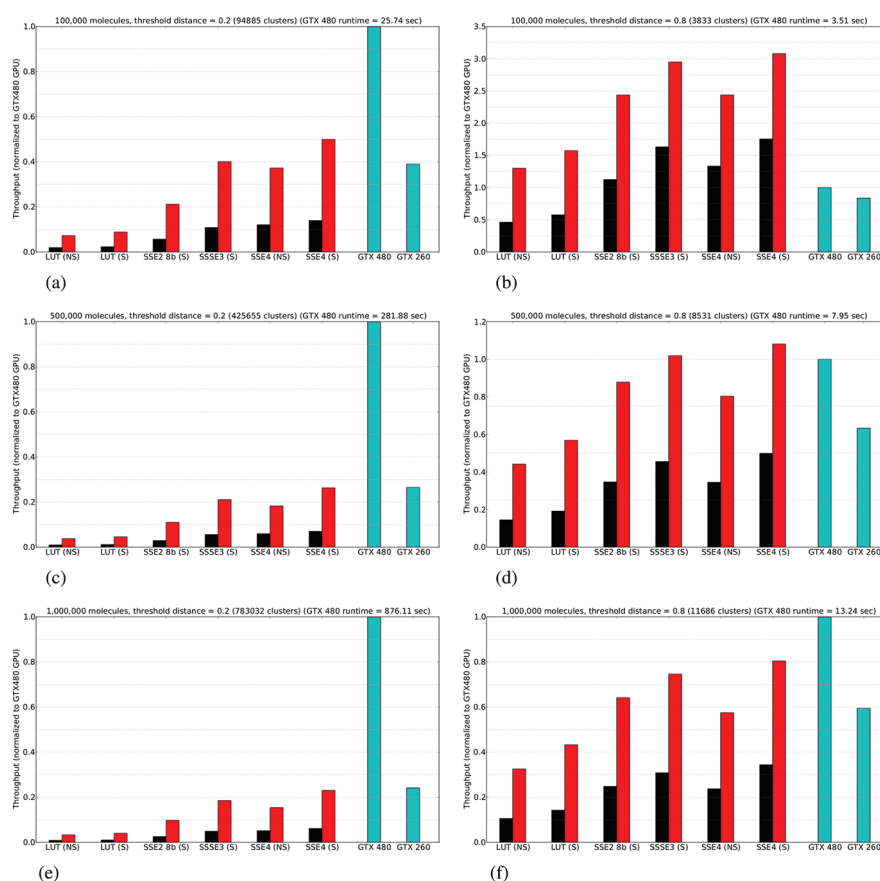 100,000 molecules, threshold distance = 0.2 (94885 clusters) (GTX 480 runtime = 25.74 sec)
Throughput (normalized to GTX480 GPU)
1.0
0.8
0.6
0.4
0.2
0.0
LUT (NS) LUT (S) SSE2 8b (S) SSSE3 (S) SSE4 (NS) SSE4 (S) GTX 480 GTX 260
(a)
100,000 molecules, threshold distance = 0.8 (3833 clusters) (GTX 480 runtime = 3.51 sec)
Throughput (normalized to GTX480 GPU)
3.5
3.0
2.5
2.0
1.5
1.0
0.5
0.0
LUT (NS) LUT (S) SSE2 8b (S) SSSE3 (S) SSE4 (NS) SSE4 (S) GTX 480 GTX 260
(b)
500,000 molecules, threshold distance = 0.2 (425655 clusters) (GTX 480 runtime = 281.88 sec)
Throughput (normalized to GTX480 GPU)
1.0
0.8
0.6
0.4
0.2
0.0
LUT (NS) LUT (S) SSE2 8b (S) SSSE3 (S) SSE4 (NS) SSE4 (S) GTX 480 GTX 260
(c)
500,000 molecules, threshold distance = 0.8 (8531 clusters) (GTX 480 runtime = 7.95 sec)
Throughput (normalized to GTX480 GPU)
1.2
1.0
0.8
0.6
0.4
0.2
0.0
LUT (NS) LUT (S) SSE2 8b (S) SSSE3 (S) SSE4 (NS) SSE4 (S) GTX 480 GTX 260
(d)
1,000,000 molecules, threshold distance = 0.2 (783032 clusters) (GTX 480 runtime = 876.11 sec)
Throughput (normalized to GTX480 GPU)
1.0
0.8
0.6
0.4
0.2
0.0
LUT (NS) LUT (S) SSE2 8b (S) SSSE3 (S) SSE4 (NS) SSE4 (S) GTX 480 GTX 260
(e)
1,000,000 molecules, threshold distance = 0.8 (11686 clusters) (GTX 480 runtime = 13.24 sec)
Throughput (normalized to GTX480 GPU)
1.0
0.8
0.6
0.4
0.2
0.0
LUT (NS) LUT (S) SSE2 8b (S) SSSE3 (S) SSE4 (NS) SSE4 (S) GTX 480 GTX 260
(f)